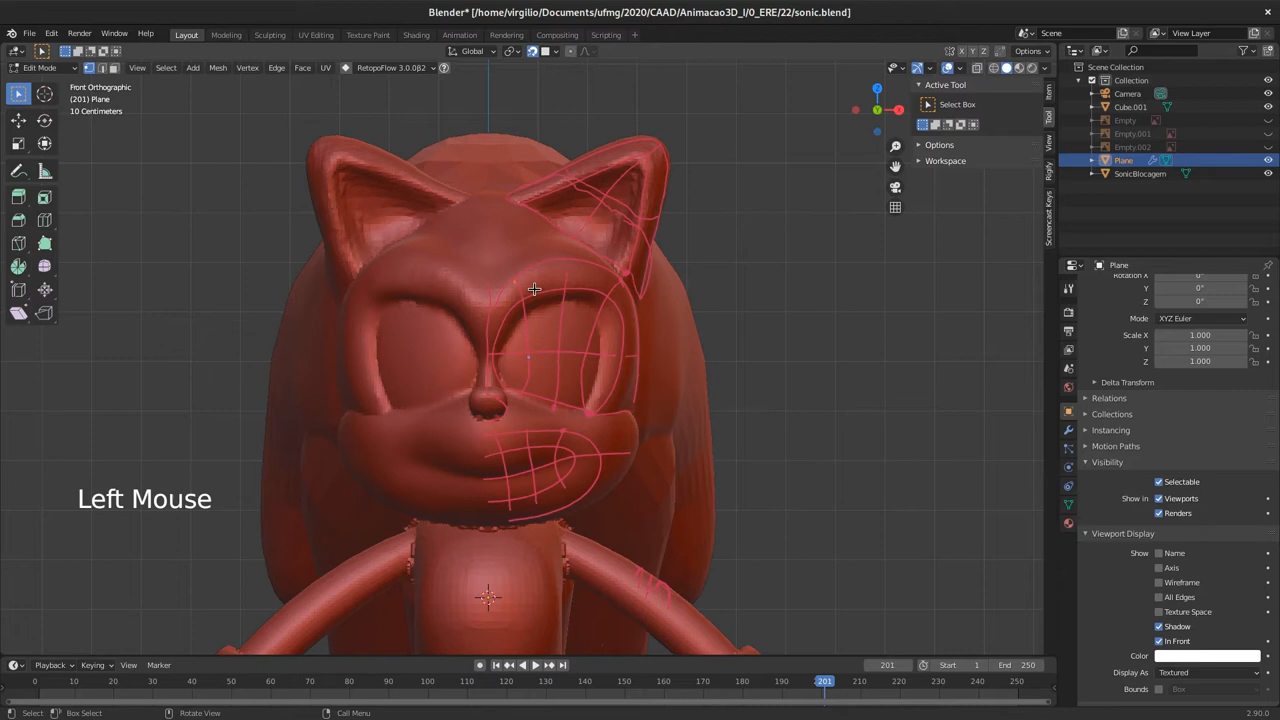 Blender* [/home/virgilio/Documents/ufmg/2020/CAAD/Animacao3D_I/0_ERE/22/sonic.blend]
File Edit Render Window Help Layout Modeling Sculpting UV Editing Texture Paint Shading Animation Rendering Compositing Scripting Scene View Layer
Global X Y Z Options
Edit Mode View Select Add Mesh Vertex Edge Face UV RetopoFlow 3.0.0β2
Front Orthographic
(201) Plane
10 Centimeters
Z
X
Y
Active Tool
Select Box
Options
Workspace
Item
Tool
View
Rigify
Screencast Keys
Scene Collection
Collection
Camera
Cube.001
Empty
Empty.001
Empty.002
Plane
SonicBlocagem
Plane
Rotation X 0°
Y 0°
Z 0°
Mode XYZ Euler
Scale X 1.000
Y 1.000
Z 1.000
Delta Transform
Relations
Collections
Instancing
Motion Paths
Visibility
Selectable
Show in Viewports
Renders
Viewport Display
Show Name
Axis
Wireframe
All Edges
Texture Space
Shadow
In Front
Color
Display As Textured
Bounds Box
Left Mouse
Playback Keying View Marker 201 Start 1 End 250
0 10 20 30 40 50 60 70 80 90 100 110 120 130 140 150 160 170 180 190 201 210 220 230 240 250
Select Box Select Rotate View Call Menu 2.90.0